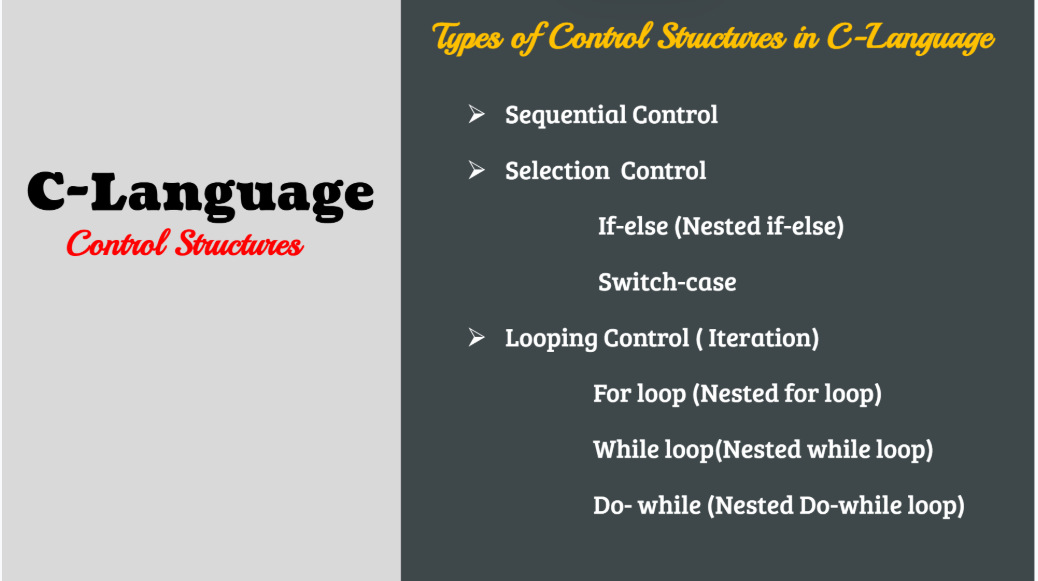 C-Language
Control Structures
Types of Control Structures in C-Language
➢ Sequential Control
➢ Selection Control
If-else (Nested if-else)
Switch-case
➢ Looping Control ( Iteration)
For loop (Nested for loop)
While loop(Nested while loop)
Do- while (Nested Do-while loop)